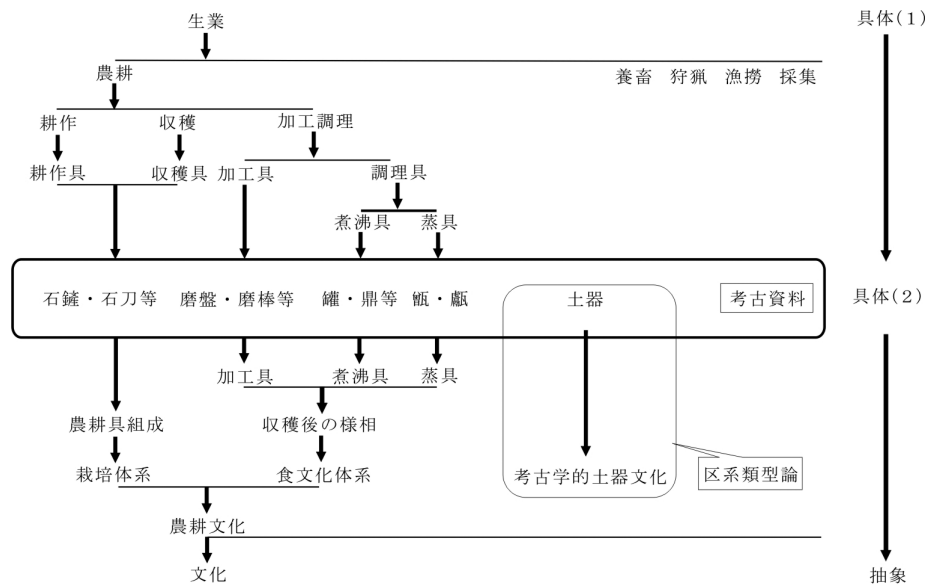 生業
具体(1)
農耕
養畜 狩猟 漁撈 採集
耕作 収穫 加工調理
耕作具 収穫具 加工具 調理具
煮沸具 蒸具
石鏟・石刀等 磨盤・磨棒等 罐・鼎等 甑・甗 土器 考古資料
具体(2)
加工具 煮沸具 蒸具
農耕具組成 収穫後の様相
栽培体系 食文化体系 考古学的土器文化 区系類型論
農耕文化
文化
抽象